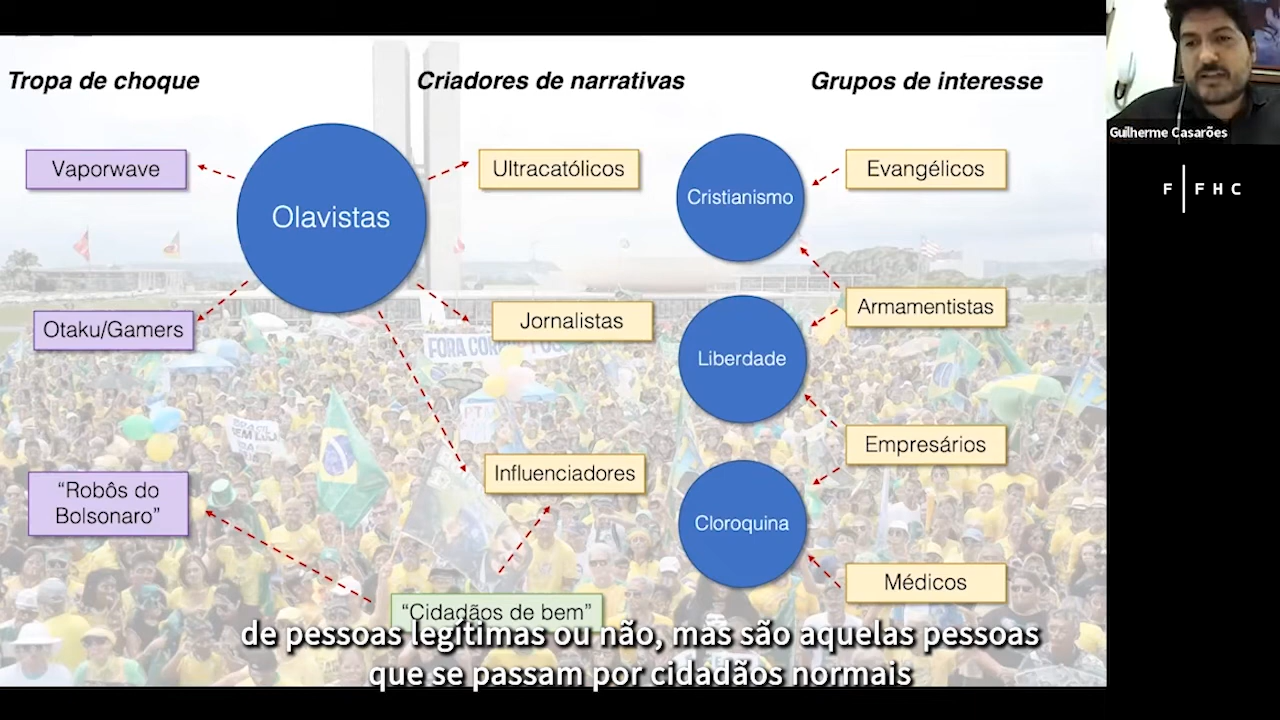 Tropa de choque
Criadores de narrativas
Grupos de interesse
Guilherme Casarões
F FHC
Vaporwave
Olavistas
Ultracatólicos
Cristianismo
Evangélicos
Otaku/Gamers
Jornalistas
Armamentistas
FORA
Liberdade
Influenciadores
Empresários
“Robôs do
Bolsonaro”
Cloroquina
Médicos
“Cidadãos de bem”
de pessoas legítimas ou não, mas são aquelas pessoas
que se passam por cidadãos normais